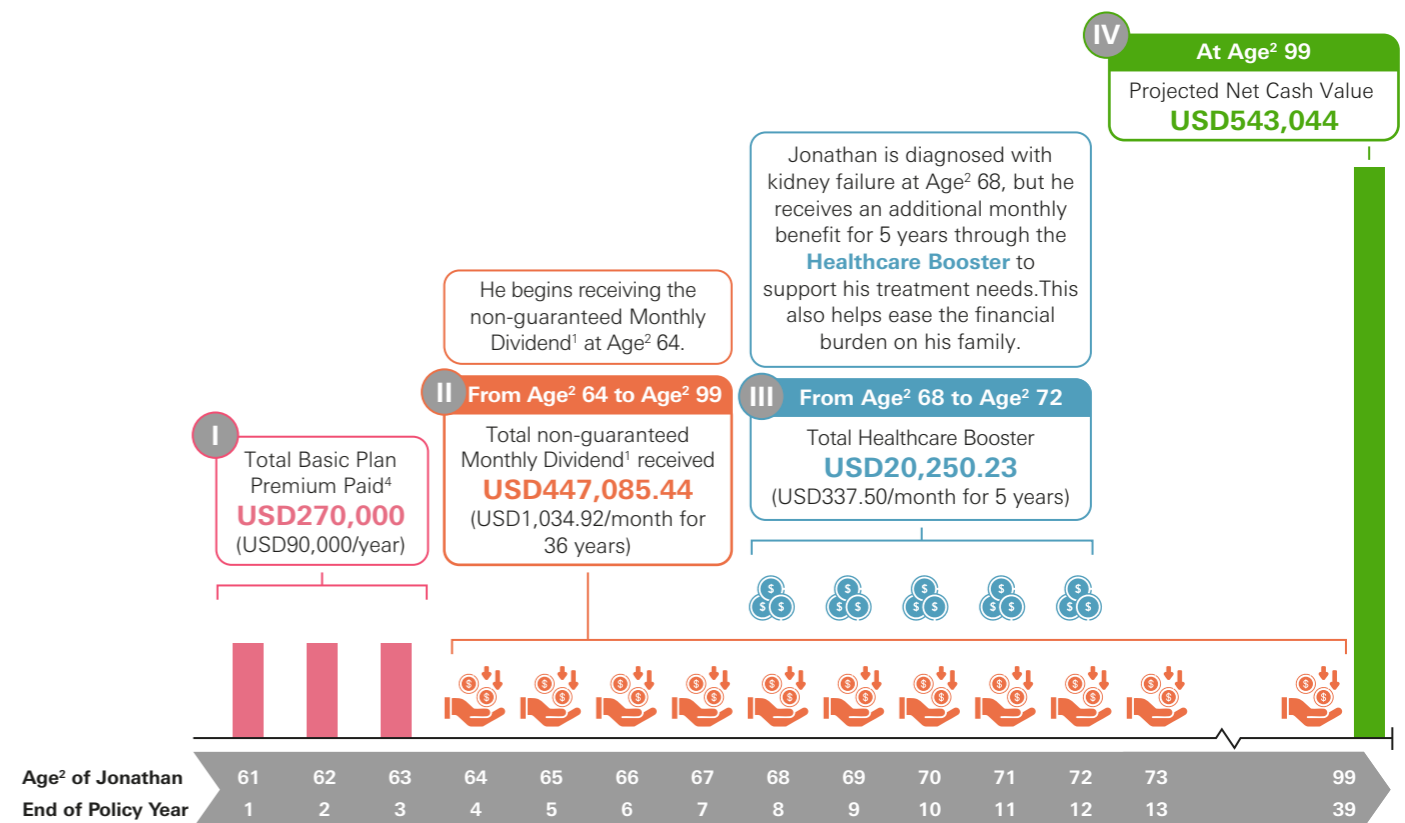 I
Total Basic Plan
Premium Paid⁴
USD270,000
(USD90,000/year)
He begins receiving the
non-guaranteed Monthly
Dividend¹ at Age² 64.
II
From Age² 64 to Age² 99
Total non-guaranteed
Monthly Dividend¹ received
USD447,085.44
(USD1,034.92/month for
36 years)
Jonathan is diagnosed with
kidney failure at Age² 68, but he
receives an additional monthly
benefit for 5 years through the
Healthcare Booster to
support his treatment needs.This
also helps ease the financial
burden on his family.
III
From Age² 68 to Age² 72
Total Healthcare Booster
USD20,250.23
(USD337.50/month for 5 years)
IV
At Age² 99
Projected Net Cash Value
USD543,044
Age² of Jonathan 61 62 63 64 65 66 67 68 69 70 71 72 73 99
End of Policy Year 1 2 3 4 5 6 7 8 9 10 11 12 13 39